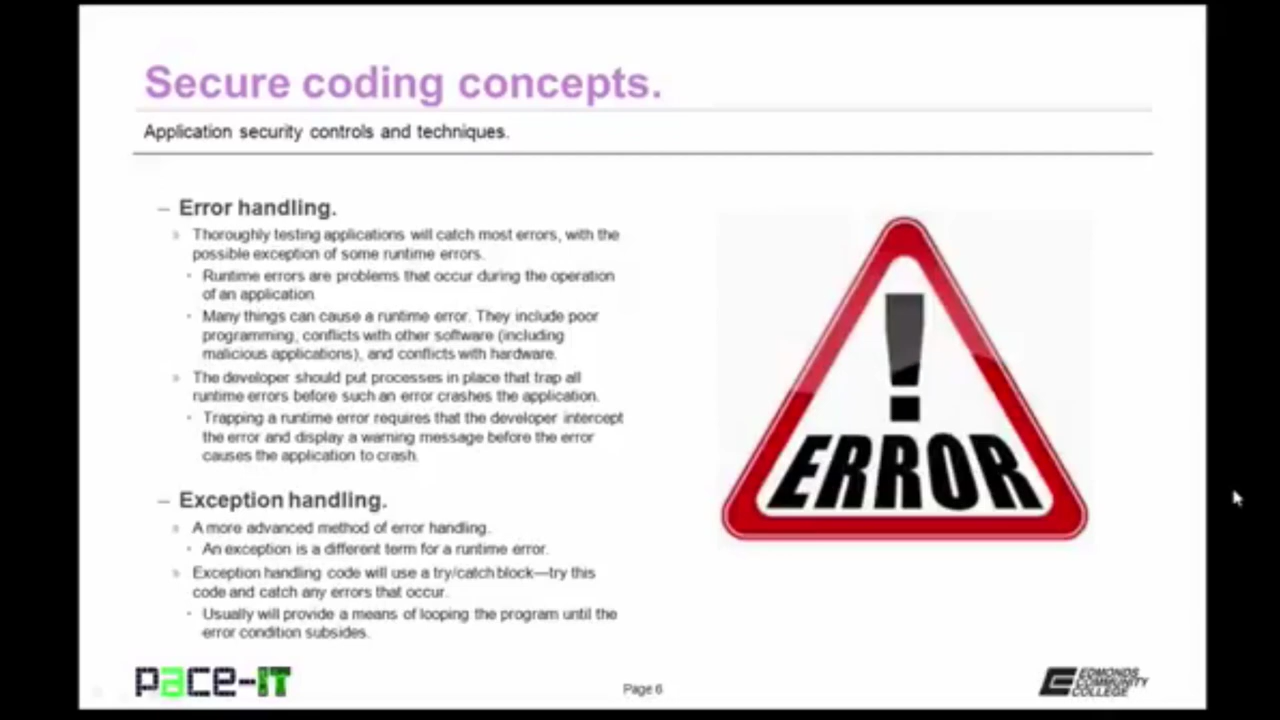 Secure coding concepts.
Application security controls and techniques.
– Error handling.
» Thoroughly testing applications will catch most errors, with the
possible exception of some runtime errors.
· Runtime errors are problems that occur during the operation
of an application.
· Many things can cause a runtime error. They include poor
programming, conflicts with other software (including
malicious applications), and conflicts with hardware.
» The developer should put processes in place that trap all
runtime errors before such an error crashes the application.
· Trapping a runtime error requires that the developer intercept
the error and display a warning message before the error
causes the application to crash.
– Exception handling.
» A more advanced method of error handling.
· An exception is a different term for a runtime error.
» Exception handling code will use a try/catch block—try this
code and catch any errors that occur.
· Usually will provide a means of looping the program until the
error condition subsides.
!
ERROR
pace-IT
Page 6
EDMONDS
COMMUNITY
COLLEGE